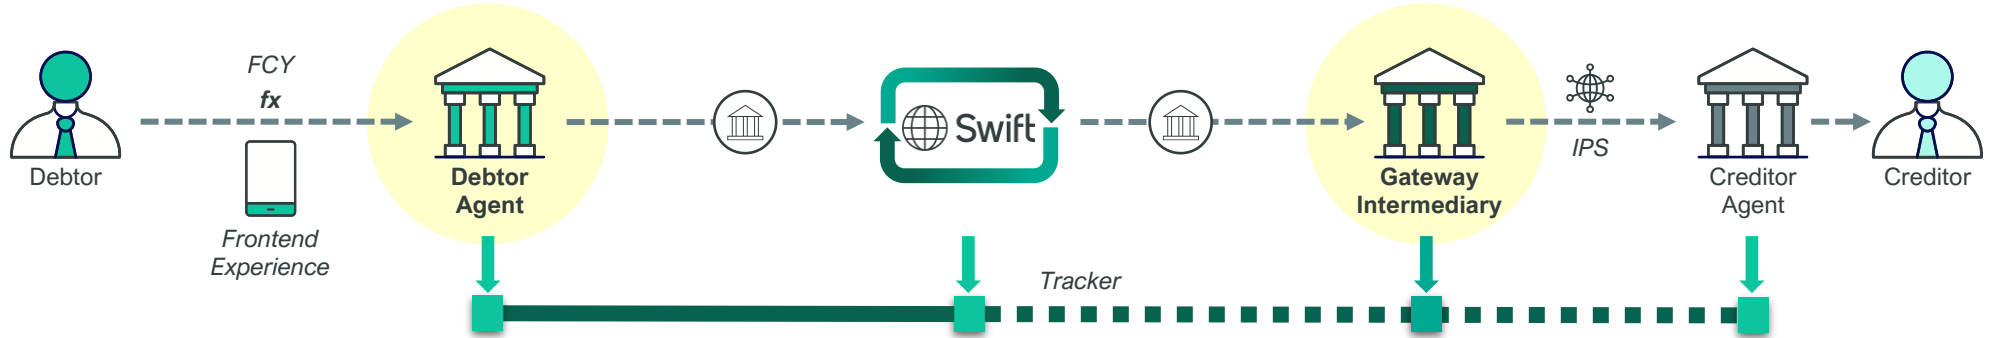 Debtor
FCY
fx
Frontend
Experience
Debtor
Agent
Swift
Tracker
Gateway
Intermediary
IPS
Creditor
Agent
Creditor